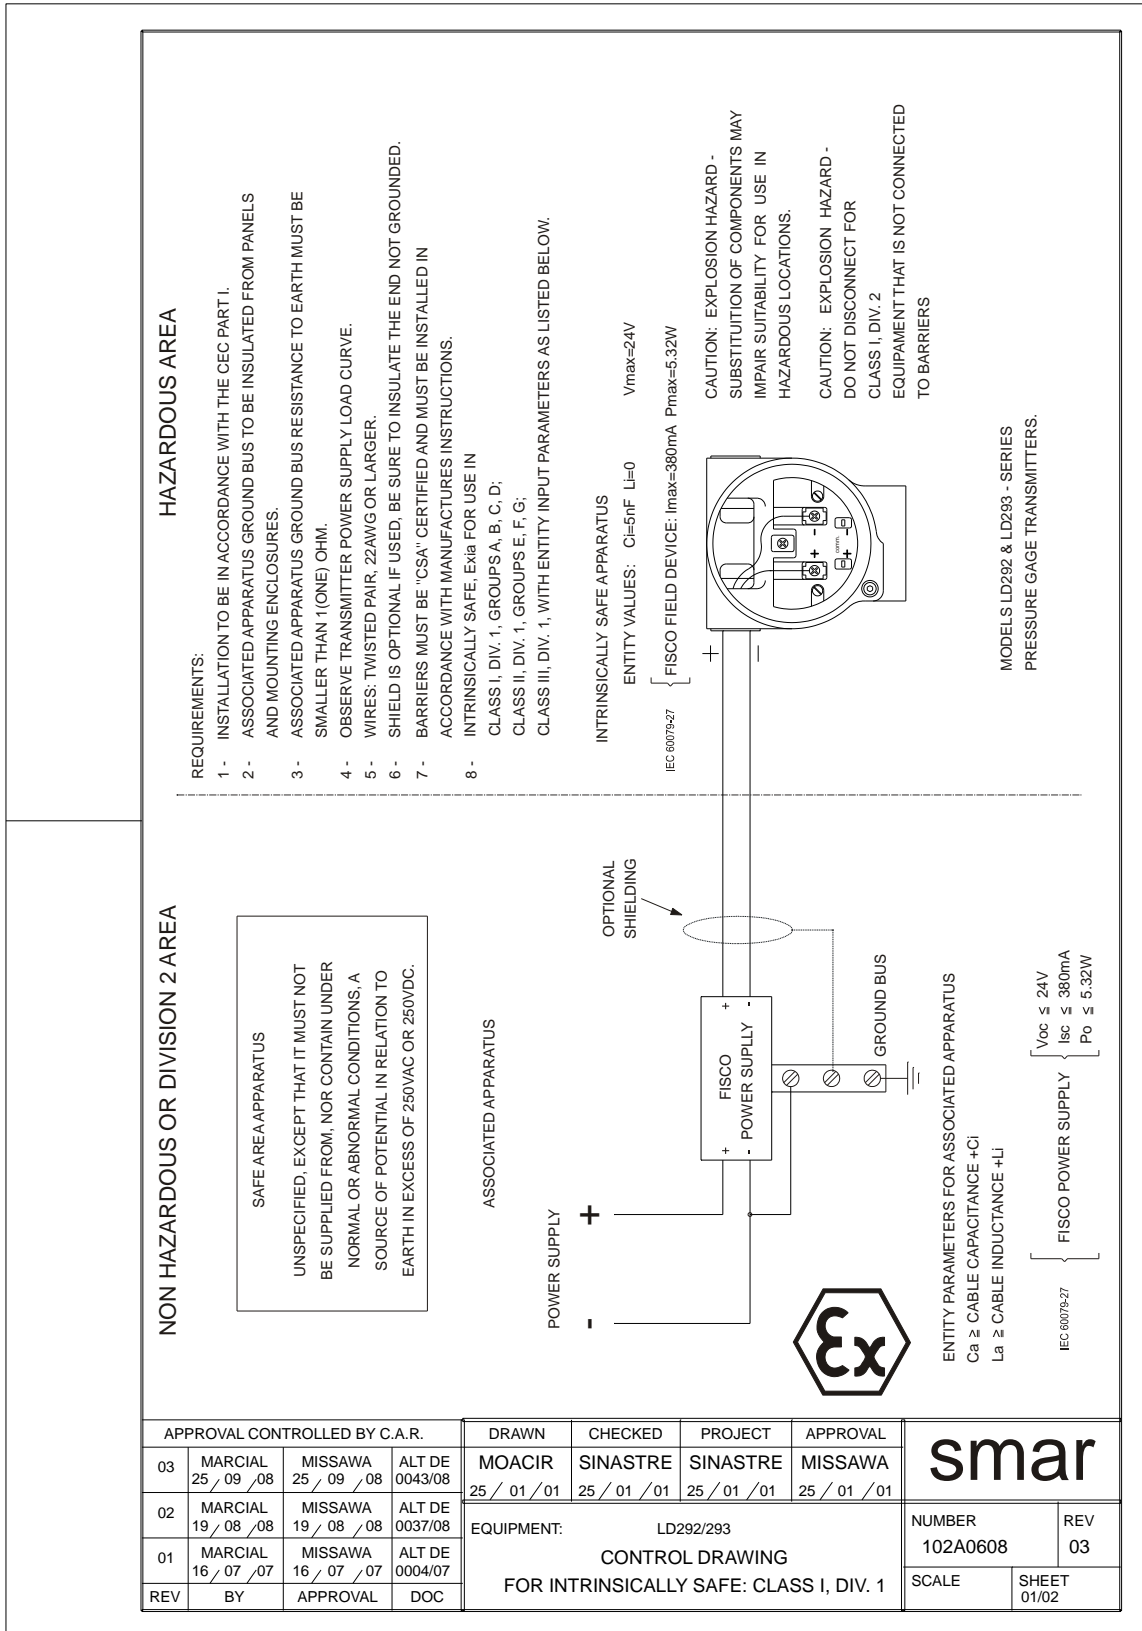 NON HAZARDOUS OR DIVISION 2 AREA
HAZARDOUS AREA
SAFE AREA APPARATUS
UNSPECIFIED, EXCEPT THAT IT MUST NOT
BE SUPPLIED FROM, NOR CONTAIN UNDER
NORMAL OR ABNORMAL CONDITIONS, A
SOURCE OF POTENTIAL IN RELATION TO
EARTH IN EXCESS OF 250VAC OR 250VDC.
REQUIREMENTS:
1 - INSTALLATION TO BE IN ACCORDANCE WITH THE CEC PART I.
2 - ASSOCIATED APPARATUS GROUND BUS TO BE INSULATED FROM PANELS
AND MOUNTING ENCLOSURES.
3 - ASSOCIATED APPARATUS GROUND BUS RESISTANCE TO EARTH MUST BE
SMALLER THAN 1(ONE) OHM.
4 - OBSERVE TRANSMITTER POWER SUPPLY LOAD CURVE.
5 - WIRES: TWISTED PAIR, 22AWG OR LARGER.
6 - SHIELD IS OPTIONAL IF USED, BE SURE TO INSULATE THE END NOT GROUNDED.
7 - BARRIERS MUST BE "CSA" CERTIFIED AND MUST BE INSTALLED IN
ACCORDANCE WITH MANUFACTURES INSTRUCTIONS.
8 - INTRINSICALLY SAFE, Exia FOR USE IN
CLASS I, DIV. 1, GROUPS A, B, C, D;
CLASS II, DIV. 1, GROUPS E, F, G;
CLASS III, DIV. 1, WITH ENTITY INPUT PARAMETERS AS LISTED BELOW.
ASSOCIATED APPARATUS
POWER SUPPLY
- +
OPTIONAL
SHIELDING
+ +
FISCO
POWER SUPLLY
- -
GROUND BUS
INTRINSICALLY SAFE APPARATUS
ENTITY VALUES: Ci=5nF Li=0 Vmax=24V
IEC 60079-27
FISCO FIELD DEVICE: Imax=380mA Pmax=5.32W
+
-
+ -
comm.
+ -
CAUTION: EXPLOSION HAZARD -
SUBSTITUTION OF COMPONENTS MAY
IMPAIR SUITABILITY FOR USE IN
HAZARDOUS LOCATIONS.
CAUTION: EXPLOSION HAZARD -
DO NOT DISCONNECT FOR
CLASS I, DIV. 2
EQUIPAMENT THAT IS NOT CONNECTED
TO BARRIERS
MODELS LD292 & LD293 - SERIES
PRESSURE GAGE TRANSMITTERS.
Ex
ENTITY PARAMETERS FOR ASSOCIATED APPARATUS
Ca ≥ CABLE CAPACITANCE +Ci
La ≥ CABLE INDUCTANCE +Li
IEC 60079-27
FISCO POWER SUPPLY
Voc ≤ 24V
Isc ≤ 380mA
Po ≤ 5.32W
APPROVAL CONTROLLED BY C.A.R.
03 MARCIAL 25 / 09 / 08 MISSAWA 25 / 09 / 08 ALT DE 0043/08
02 MARCIAL 19 / 08 / 08 MISSAWA 19 / 08 / 08 ALT DE 0037/08
01 MARCIAL 16 / 07 / 07 MISSAWA 16 / 07 / 07 ALT DE 0004/07
REV BY APPROVAL DOC
DRAWN CHECKED PROJECT APPROVAL
MOACIR SINASTRE SINASTRE MISSAWA
25 / 01 / 01 25 / 01 / 01 25 / 01 / 01 25 / 01 / 01
EQUIPMENT: LD292/293
CONTROL DRAWING
FOR INTRINSICALLY SAFE: CLASS I, DIV. 1
smar
NUMBER
102A0608
REV
03
SCALE
SHEET
01/02